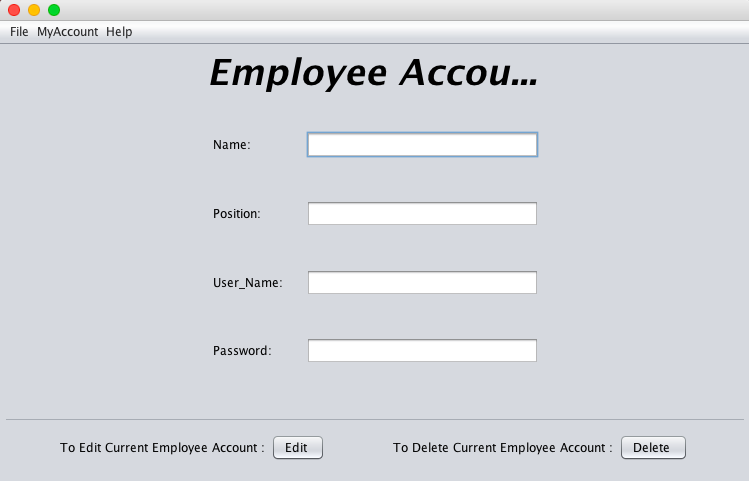 File MyAccount Help
Employee Accou...
Name:
Position:
User_Name:
Password:
To Edit Current Employee Account : Edit To Delete Current Employee Account : Delete